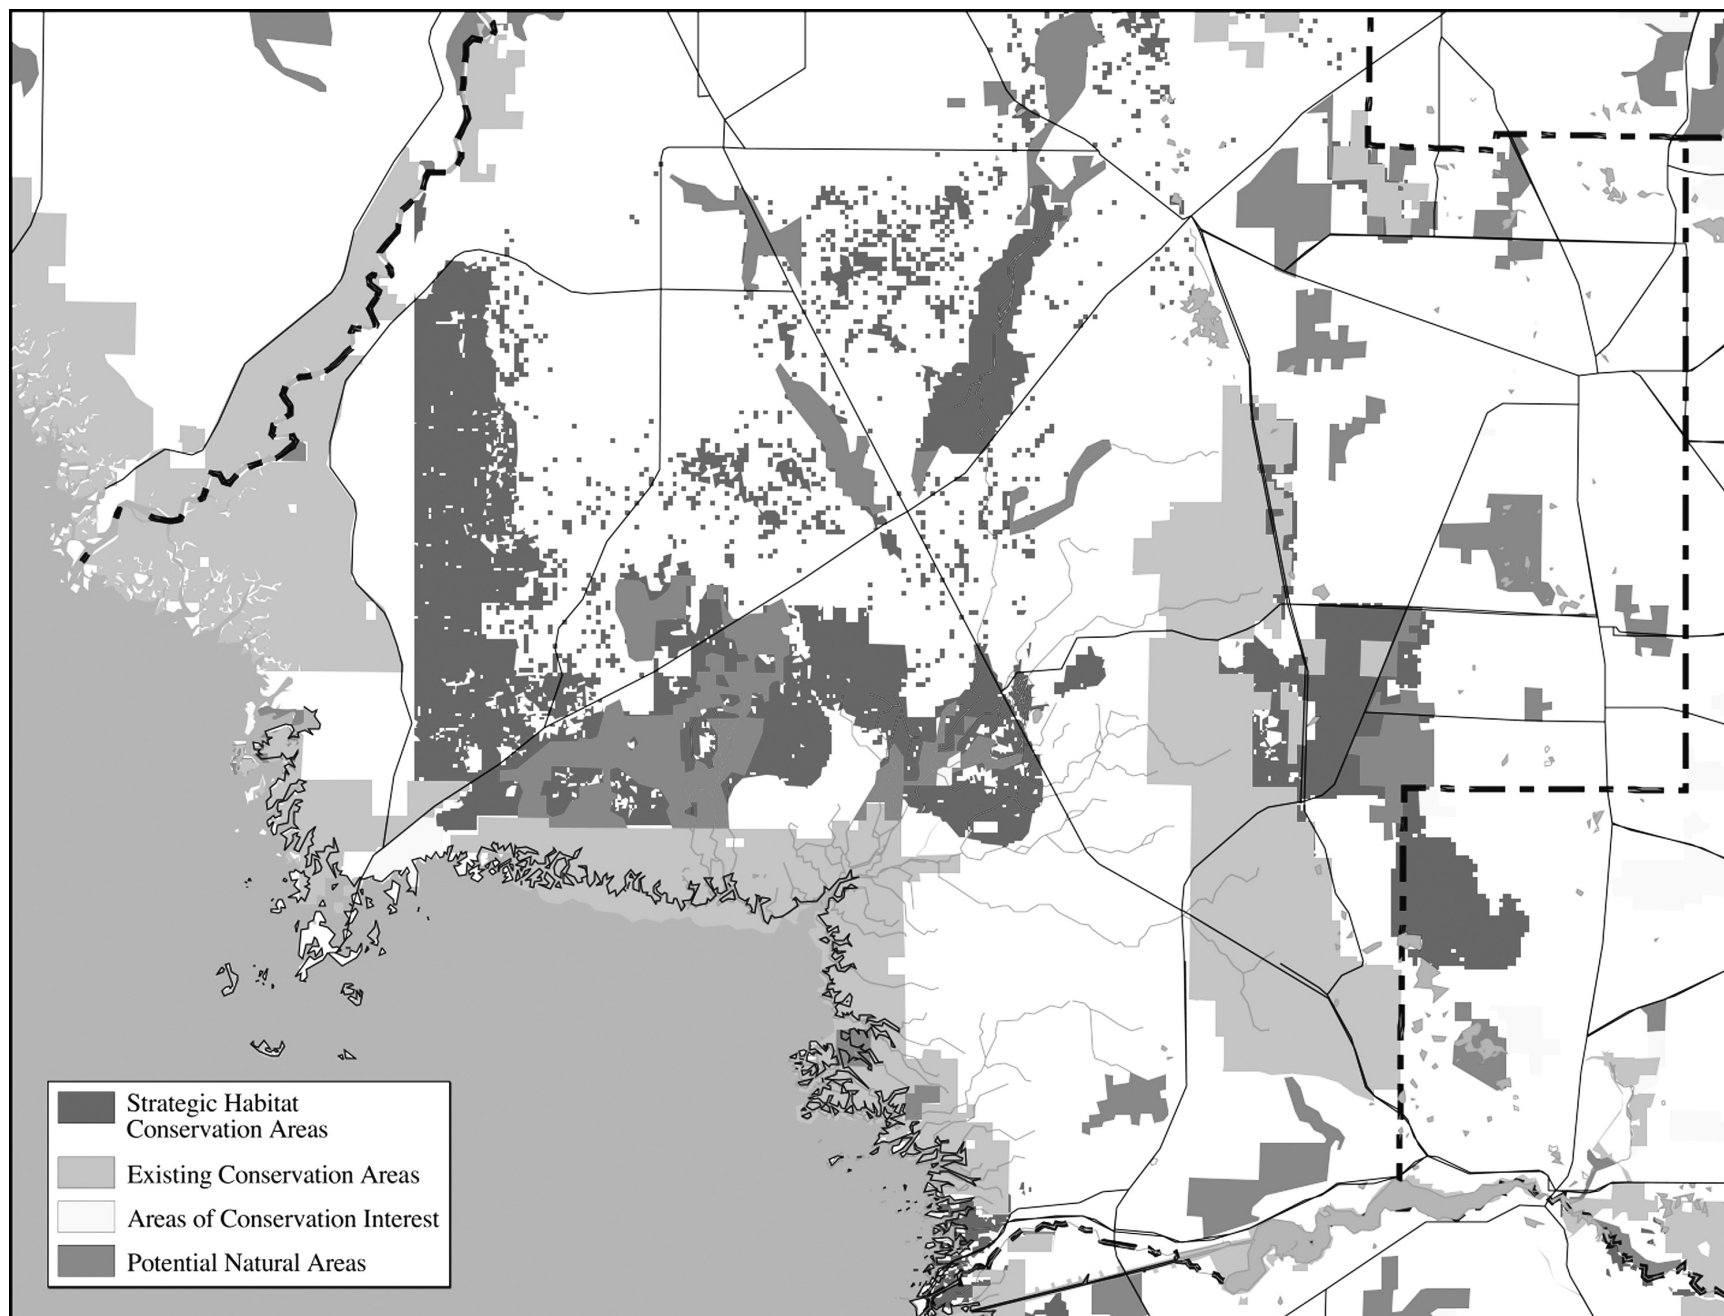 Strategic Habitat
Conservation Areas
Existing Conservation Areas
Areas of Conservation Interest
Potential Natural Areas